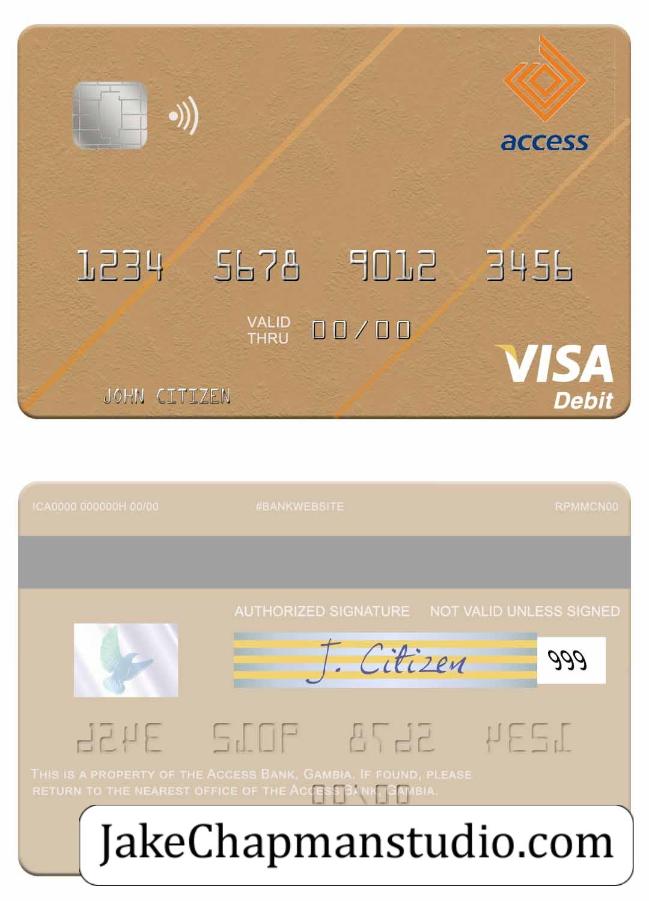 access
1234 5678 9012 3456
VALID THRU 00/00
VISA
Debit
JOHN CITIZEN
ICA0000 000000H 00/00 #BANKWEBSITE RPMMCN00
AUTHORIZED SIGNATURE NOT VALID UNLESS SIGNED
J. Citizen 999
THIS IS A PROPERTY OF THE ACCESS BANK, GAMBIA. IF FOUND, PLEASE
RETURN TO THE NEAREST OFFICE OF THE ACCESS BANK, GAMBIA.
JakeChapmanstudio.com